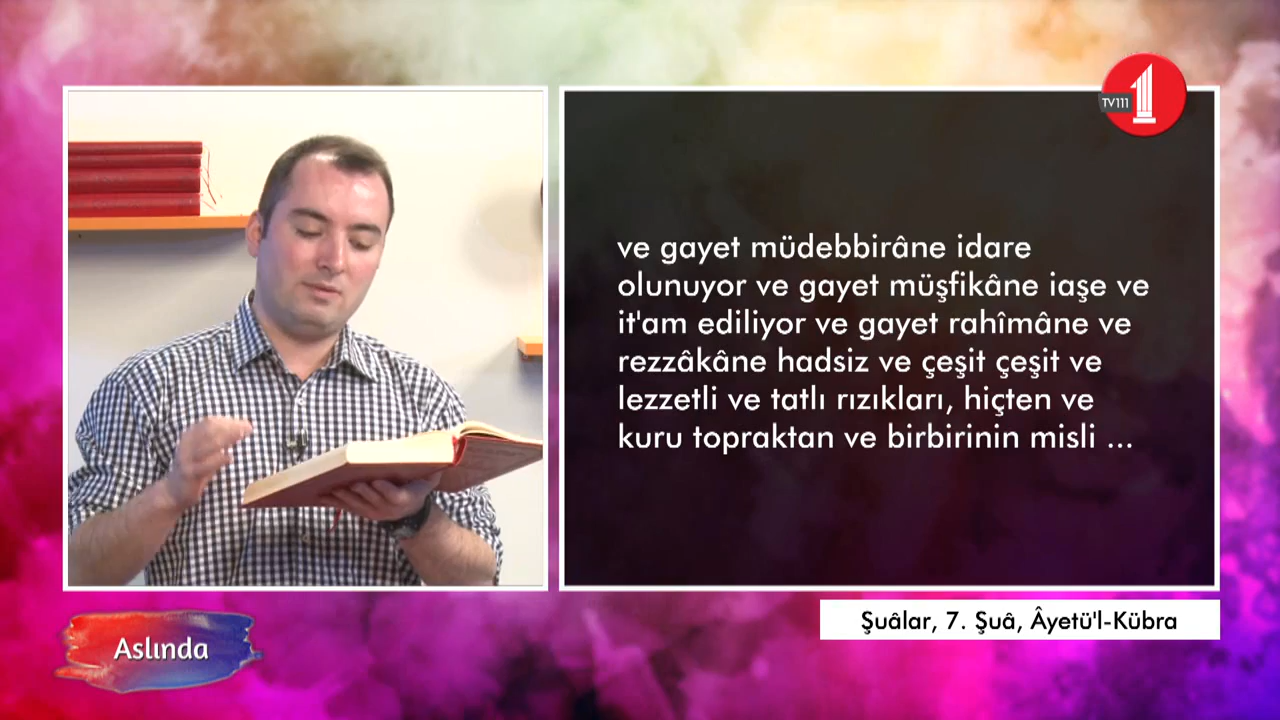 TV111
1
ve gayet müdebbirâne idare
olunuyor ve gayet müşfikâne iaşe ve
it'am ediliyor ve gayet rahîmâne ve
rezzâkâne hadsiz ve çeşit çeşit ve
lezzetli ve tatlı rızıkları, hiçten ve
kuru topraktan ve birbirinin misli ...
Şuâlar, 7. Şuâ, Âyetü'l-Kübra
Aslında